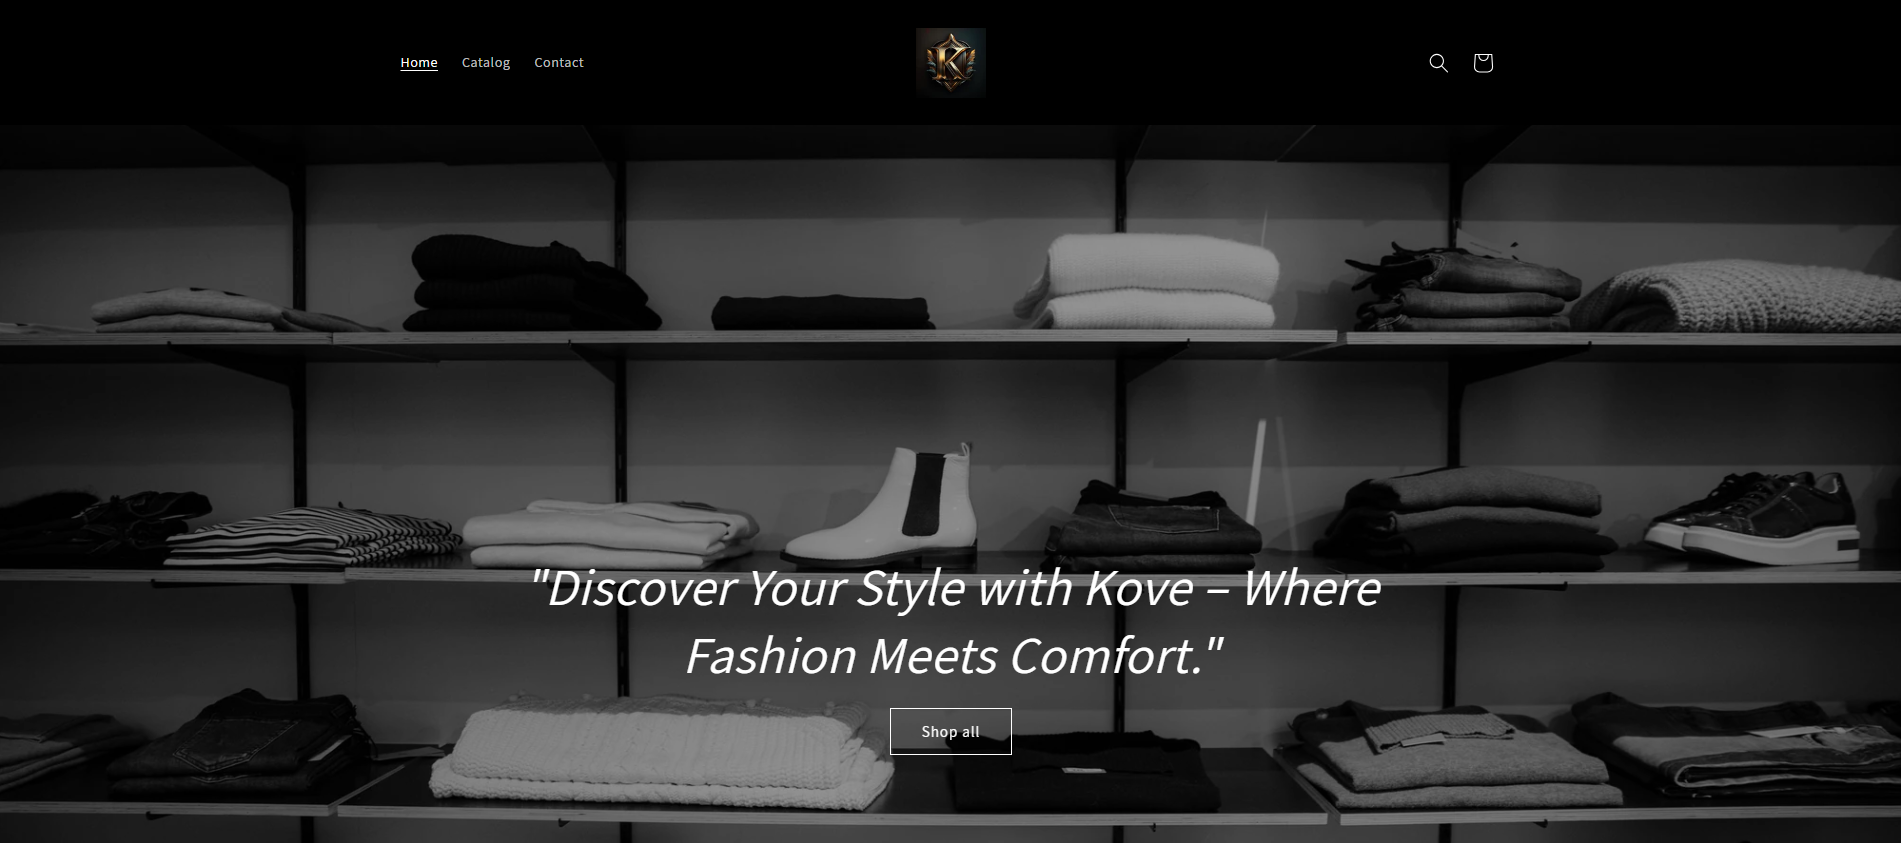 Home Catalog Contact
K
"Discover Your Style with Kove – Where
Fashion Meets Comfort."
Shop all